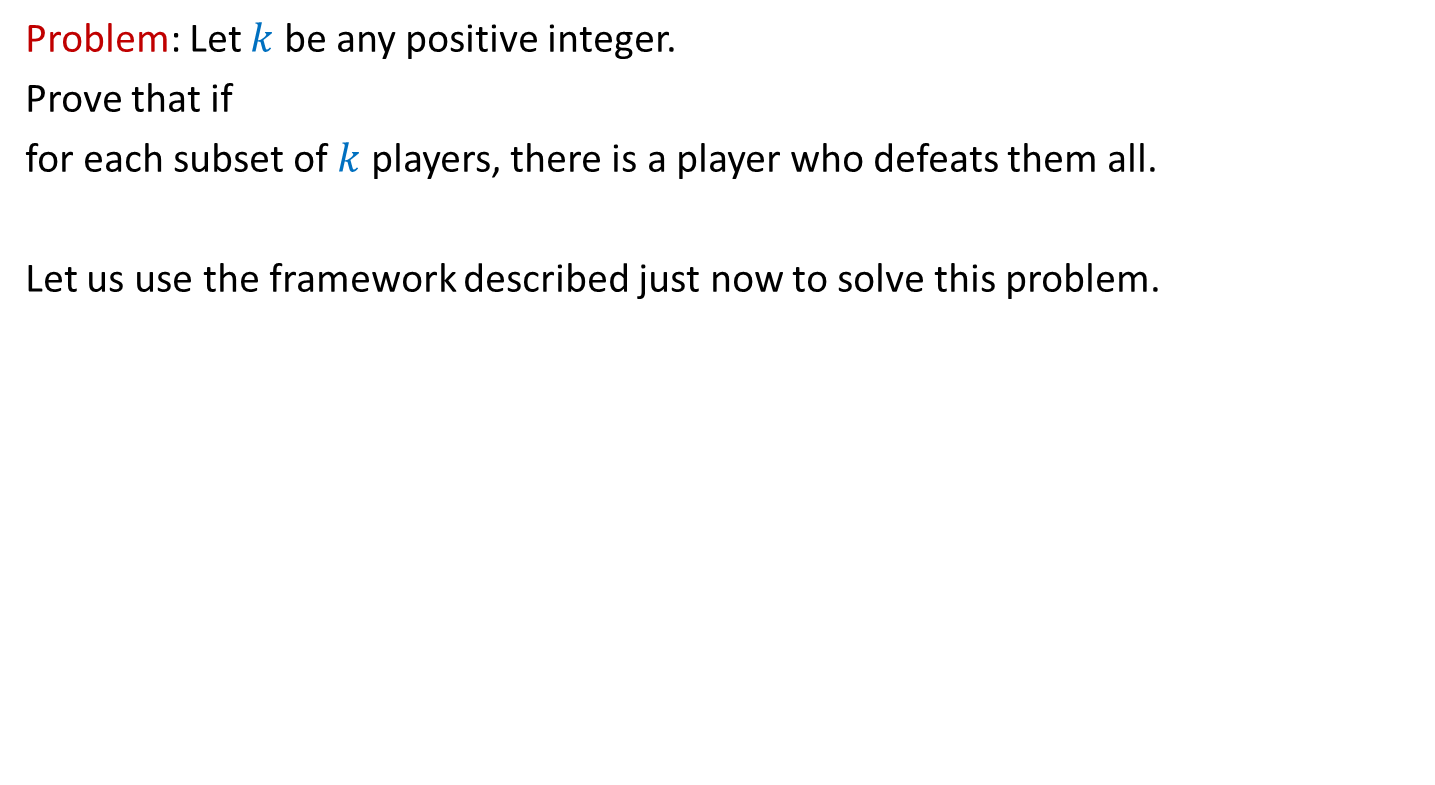 Problem: Let k be any positive integer.
Prove that if
for each subset of k players, there is a player who defeats them all.
Let us use the framework described just now to solve this problem.